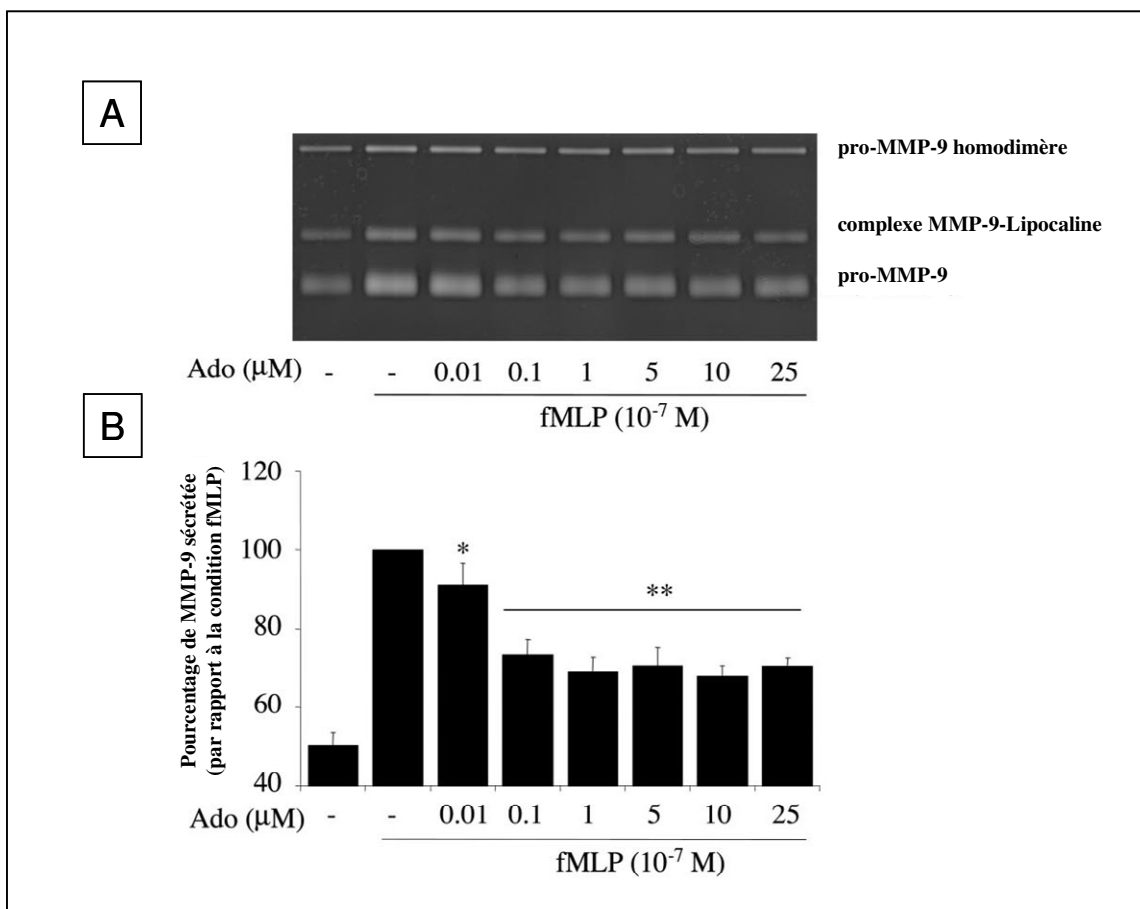 A
pro-MMP-9 homodimère
complexe MMP-9-Lipocaline
pro-MMP-9
Ado (µM) - - 0.01 0.1 1 5 10 25
fMLP (10⁻⁷ M)
B
Pourcentage de MMP-9 sécrétée
(par rapport à la condition fMLP)
120
100
80
60
40
*
**
Ado (µM) - - 0.01 0.1 1 5 10 25
fMLP (10⁻⁷ M)